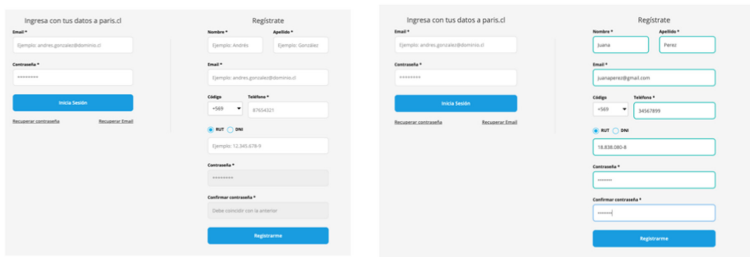 Ingresa con tus datos a paris.cl
Email *
Ejemplo: andres.gonzalez@dominio.cl
Contraseña *
********
Inicia Sesión
Recuperar contraseña Recuperar Email
Regístrate
Nombre * Apellido *
Ejemplo: Andrés Ejemplo: González
Email *
Ejemplo: andres.gonzalez@dominio.cl
Código Teléfono *
+569 87654321
RUT DNI
Ejemplo: 12.345.678-9
Contraseña *
********
Confirmar contraseña *
Debe coincidir con la anterior
Registrarme
Ingresa con tus datos a paris.cl
Email *
Ejemplo: andres.gonzalez@dominio.cl
Contraseña *
********
Inicia Sesión
Recuperar contraseña Recuperar Email
Regístrate
Nombre * Apellido *
Juana Perez
Email *
juanaperez@gmail.com
Código Teléfono *
+569 34567899
RUT DNI
18.838.080-8
Contraseña *
Confirmar contraseña *
Registrarme